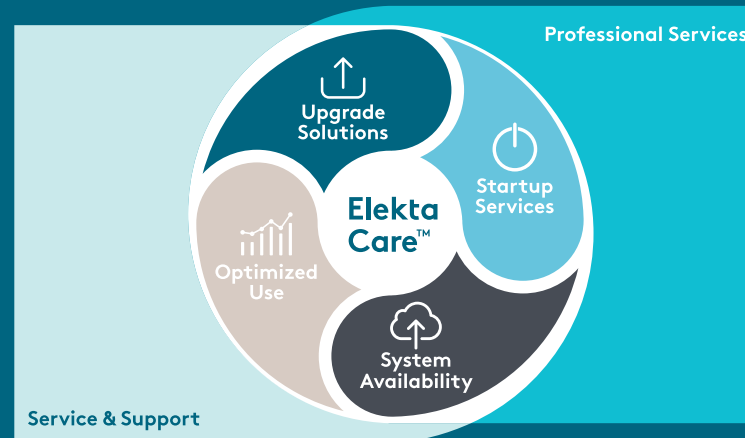 Professional Services
Upgrade
Solutions
Startup
Services
Elekta
Care™
Optimized
Use
System
Availability
Service & Support